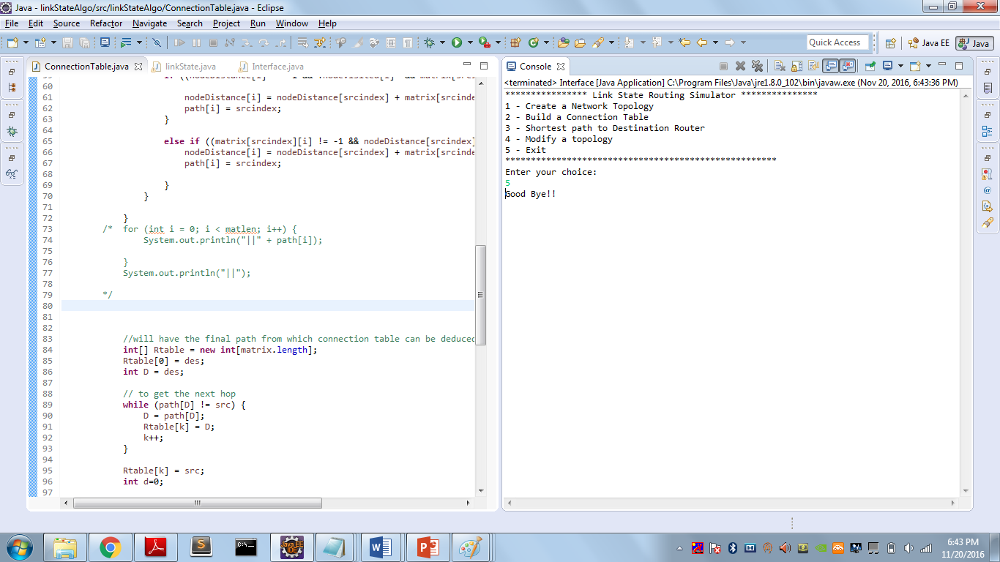 Java - linkStateAlgo/src/linkStateAlgo/ConnectionTable.java - Eclipse
File Edit Source Refactor Navigate Search Project Run Window Help
Quick Access
Java EE
Java
ConnectionTable.java
linkState.java
Interface.java
60
61 nodeDistance[i] = nodeDistance[srcindex] + matrix[srcinde
62 path[i] = srcindex;
63 }
64
65 else if ((matrix[srcindex][i] != -1 && nodeDistance[srcindex]
66 nodeDistance[i] = nodeDistance[srcindex] + matrix[srcinde
67 path[i] = srcindex;
68
69 }
70 }
71
72 }
73 /* for (int i = 0; i < matlen; i++) {
74 System.out.println("||" + path[i]);
75
76 }
77 System.out.println("||");
78
79 */
80
81
82
83 //will have the final path from which connection table can be deduced
84 int[] Rtable = new int[matrix.length];
85 Rtable[0] = des;
86 int D = des;
87
88 // to get the next hop
89 while (path[D] != src) {
90 D = path[D];
91 Rtable[k] = D;
92 k++;
93 }
94
95 Rtable[k] = src;
96 int d=0;
97
Console
<terminated> Interface [Java Application] C:\Program Files\Java\jre1.8.0_102\bin\javaw.exe (Nov 20, 2016, 6:43:36 PM)
**************** Link State Routing Simulator ***************
1 - Create a Network Topology
2 - Build a Connection Table
3 - Shortest path to Destination Router
4 - Modify a topology
5 - Exit
*****************************************************
Enter your choice:
5
Good Bye!!
Java EE
IDE
6:43 PM
11/20/2016